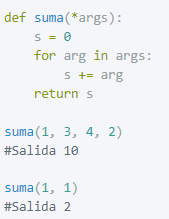 def suma(*args):
    s = 0
    for arg in args:
        s += arg
    return s

suma(1, 3, 4, 2)
#Salida 10

suma(1, 1)
#Salida 2